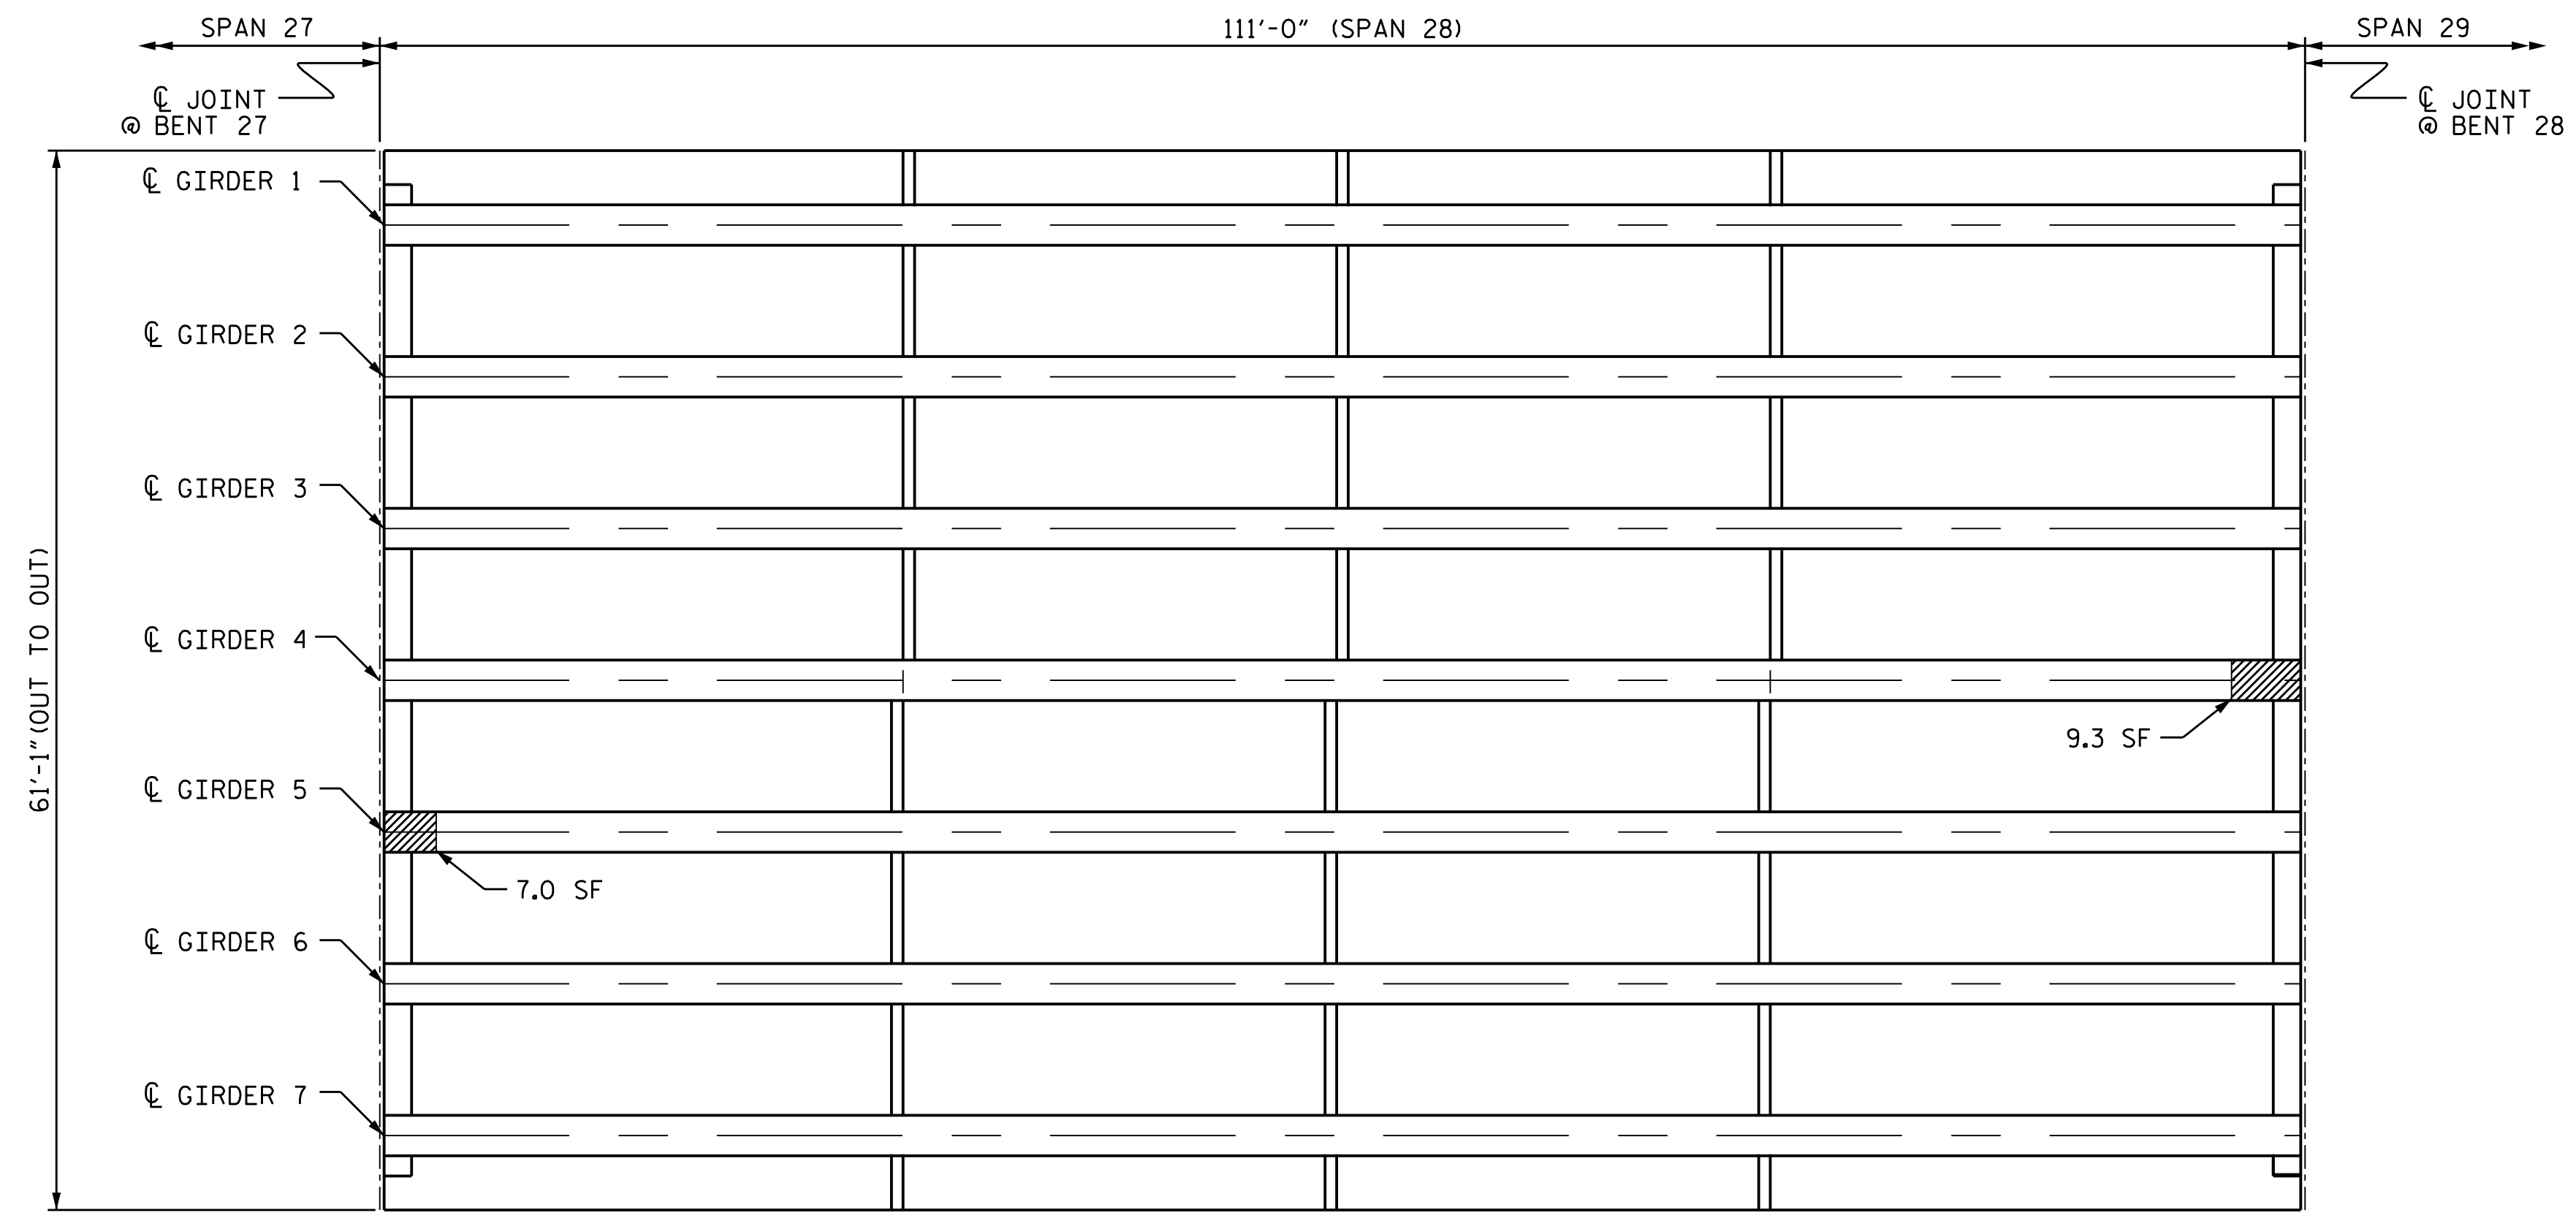 SPAN 27
111'-0" (SPAN 28)
SPAN 29
℄ JOINT
@ BENT 27
℄ JOINT
@ BENT 28
℄ GIRDER 1
℄ GIRDER 2
℄ GIRDER 3
℄ GIRDER 4
9.3 SF
℄ GIRDER 5
7.0 SF
℄ GIRDER 6
℄ GIRDER 7
61'-1"(OUT TO OUT)